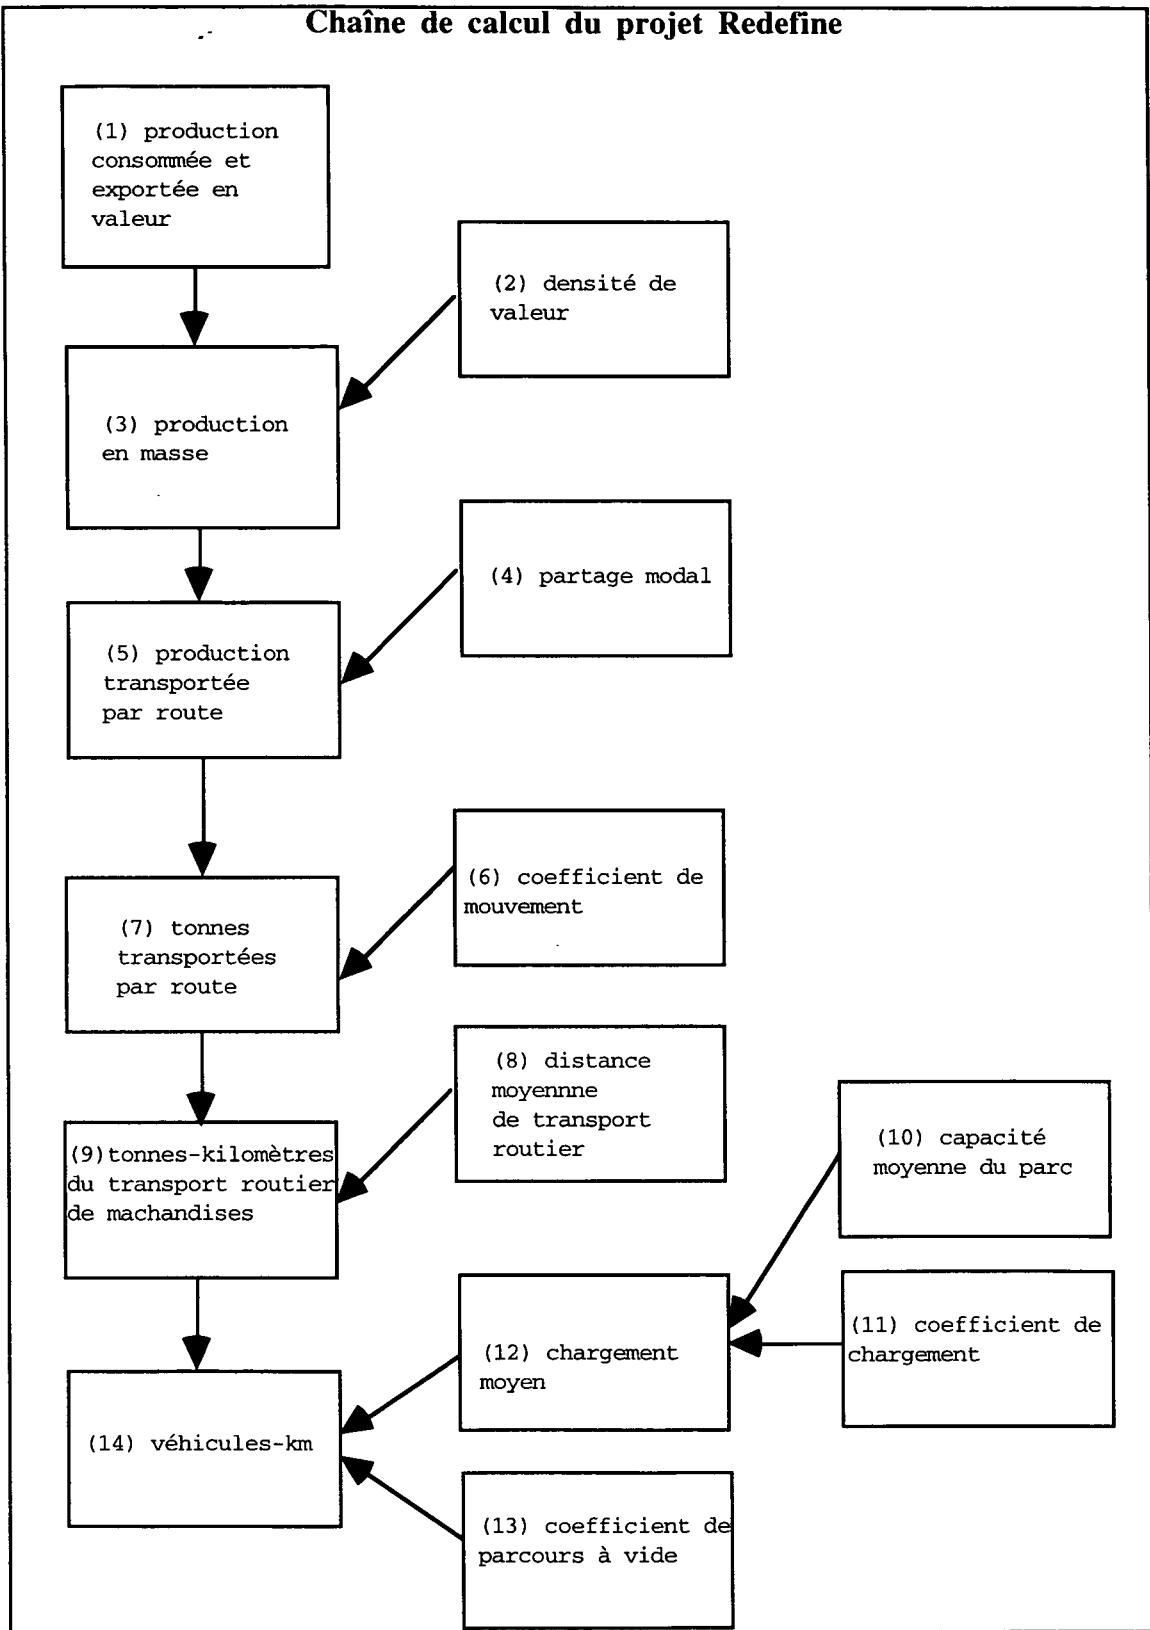 Chaîne de calcul du projet Redefine
(1) production
consommée et
exportée en
valeur
(2) densité de
valeur
(3) production
en masse
(4) partage modal
(5) production
transportée
par route
(6) coefficient de
mouvement
(7) tonnes
transportées
par route
(8) distance
moyennne
de transport
routier
(9)tonnes-kilomètres
du transport routier
de machandises
(10) capacité
moyenne du parc
(11) coefficient de
chargement
(12) chargement
moyen
(13) coefficient de
parcours à vide
(14) véhicules-km